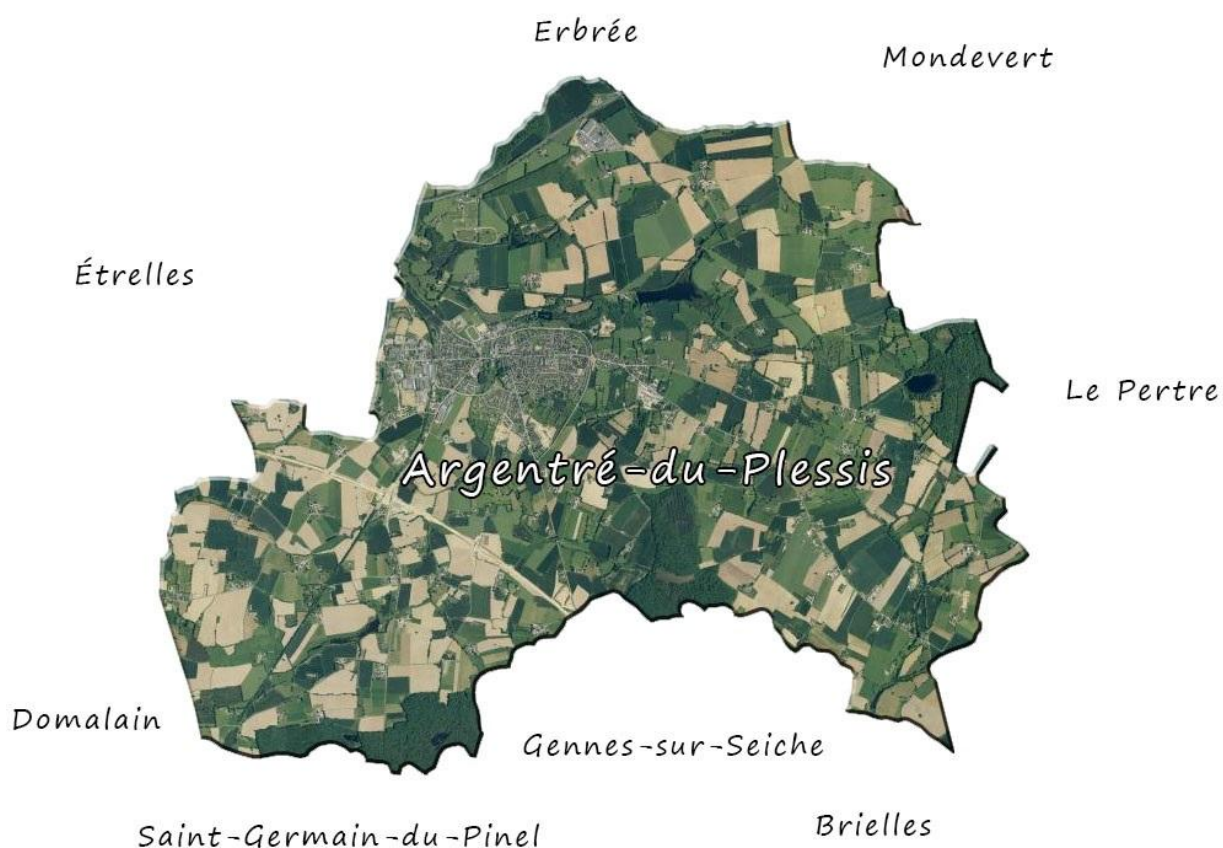 Erbrée
Mondevert
Étrelles
Le Pertre
Argentré-du-Plessis
Domalain
Gennes-sur-Seiche
Brielles
Saint-Germain-du-Pinel